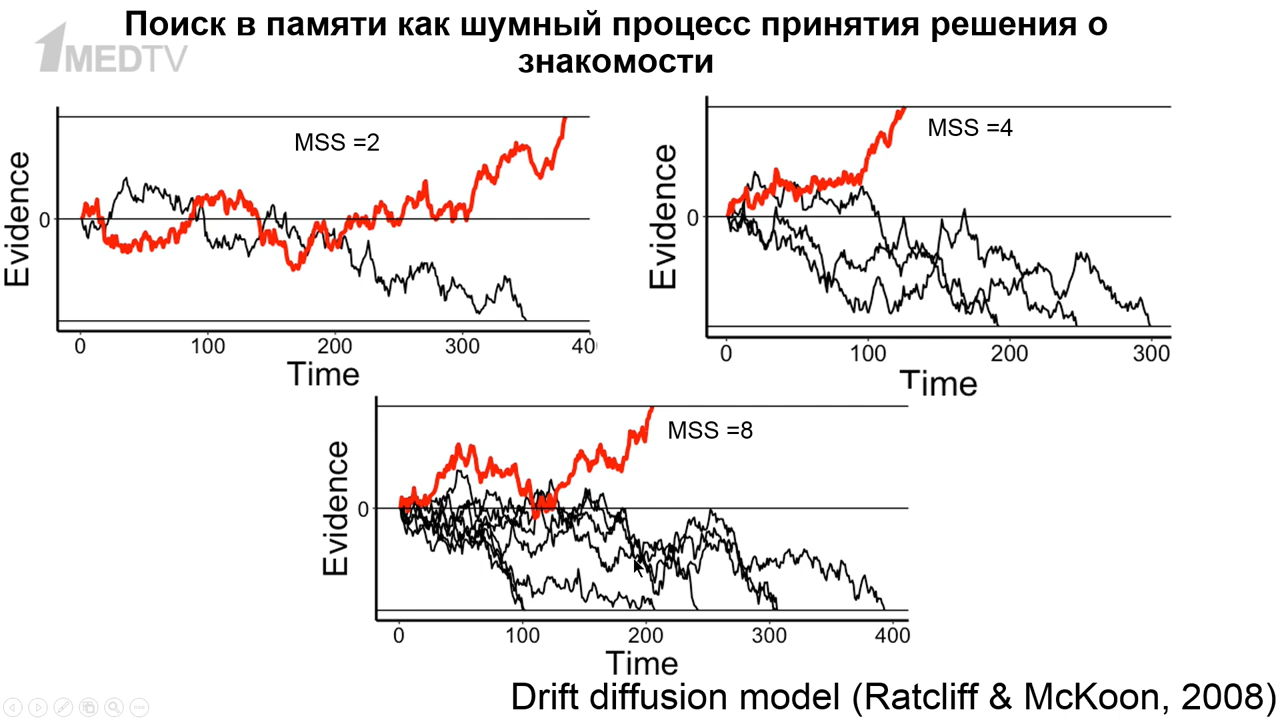 Поиск в памяти как шумный процесс принятия решения о
знакомости
1MEDTV
MSS =2
Evidence
0
0 100 200 300 40
Time
MSS =4
Evidence
0
0 100 200 300
Time
MSS =8
Evidence
0
0 100 200 300 400
Time
Drift diffusion model (Ratcliff & McKoon, 2008)